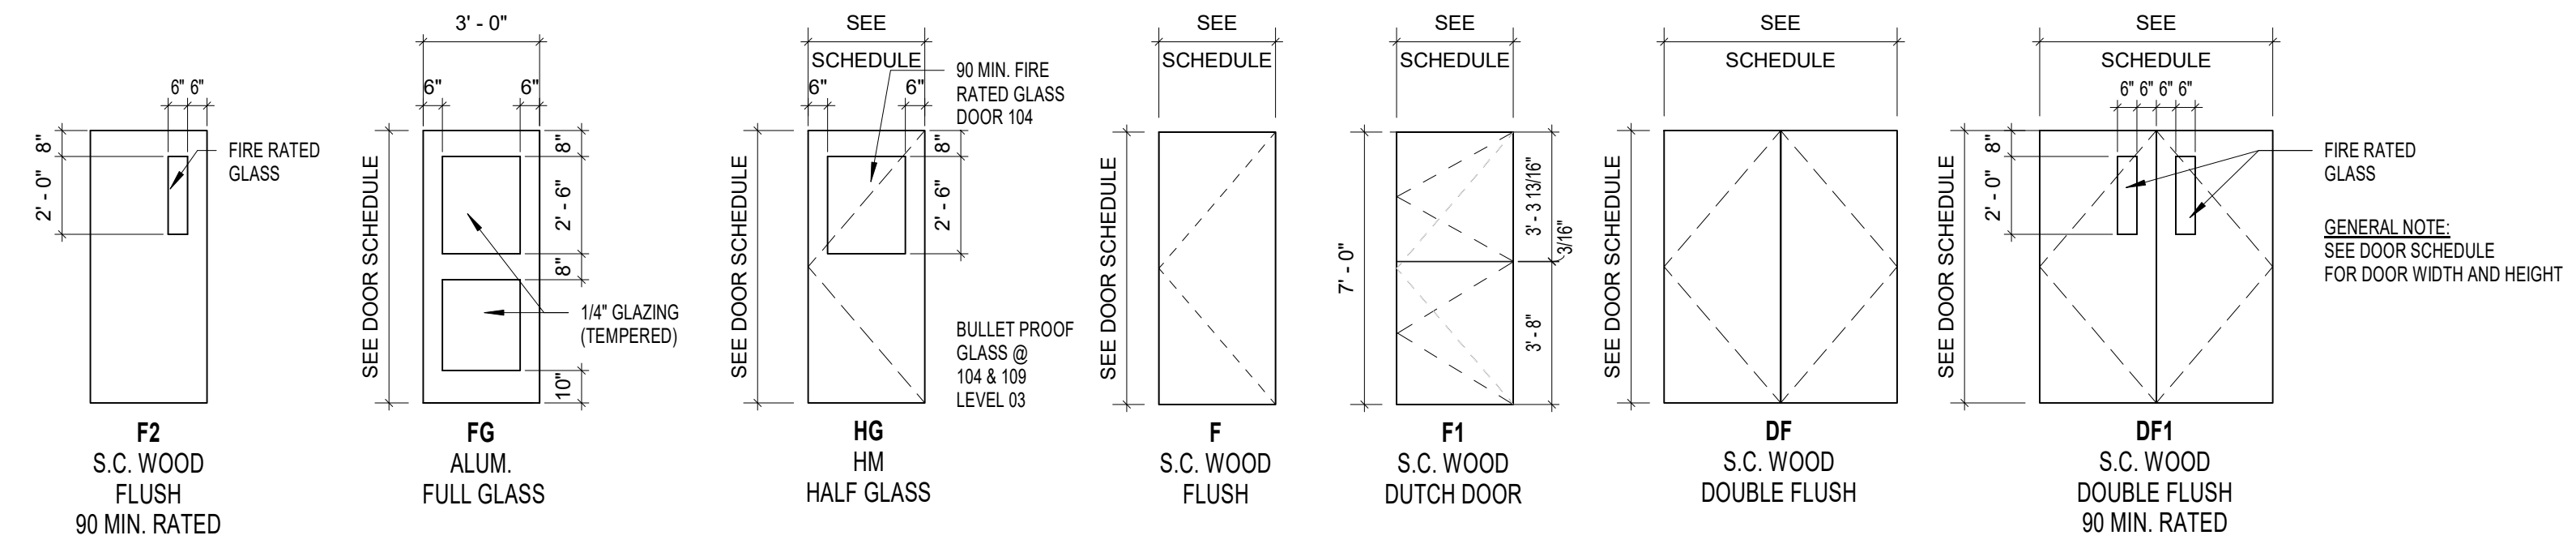 6" 6"
8"
2' - 0"
FIRE RATED
GLASS
F2
S.C. WOOD
FLUSH
90 MIN. RATED
3' - 0"
6"
6"
SEE DOOR SCHEDULE
8"
2' - 6"
8"
10"
1/4" GLAZING
(TEMPERED)
FG
ALUM.
FULL GLASS
SEE
SCHEDULE
6"
6"
90 MIN. FIRE
RATED GLASS
DOOR 104
SEE DOOR SCHEDULE
8"
2' - 6"
BULLET PROOF
GLASS @
104 & 109
LEVEL 03
HG
HM
HALF GLASS
SEE
SCHEDULE
SEE DOOR SCHEDULE
F
S.C. WOOD
FLUSH
SEE
SCHEDULE
7' - 0"
3' - 3 13/16"
3/16"
3' - 8"
F1
S.C. WOOD
DUTCH DOOR
SEE
SCHEDULE
SEE DOOR SCHEDULE
DF
S.C. WOOD
DOUBLE FLUSH
SEE
SCHEDULE
6" 6" 6" 6"
SEE DOOR SCHEDULE
8"
2' - 0"
FIRE RATED
GLASS
GENERAL NOTE:
SEE DOOR SCHEDULE
FOR DOOR WIDTH AND HEIGHT
DF1
S.C. WOOD
DOUBLE FLUSH
90 MIN. RATED